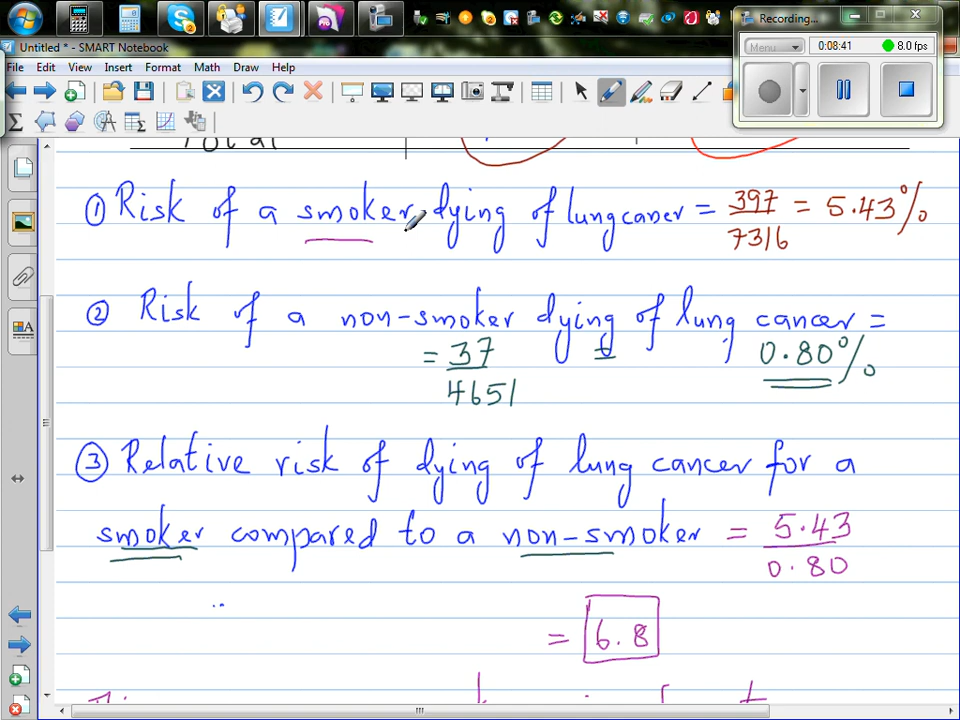 Recording...
Untitled * - SMART Notebook
Menu
00:08:41
8.0 fps
File Edit View Insert Format Math Draw Help
Total
① Risk of a smoker dying of lung caner = 397/7316 = 5.43%
② Risk of a non-smoker dying of lung cancer =
= 37/4651 = 0.80%
③ Relative risk of dying of lung cancer for a
smoker compared to a non-smoker = 5.43/0.80
= 6.8